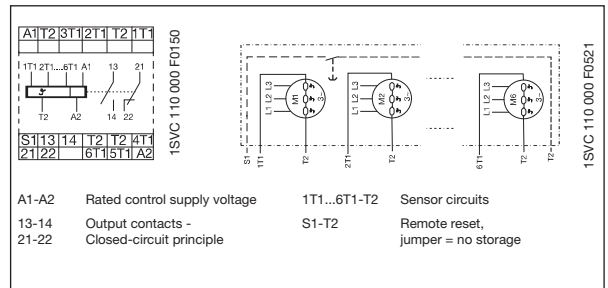 A1 T2 3T1 2T1 T2 1T1
1T1 2T1....6T1 A1 13 21
T2 A2 14 22
S1 13 14 T2 T2 4T1
21 22 6T1 5T1 A2
1SVC 110 000 F0150
L1 L2 L3 M1 3~
L1 L2 L3 M2 3~
L1 L2 L3 M6 3~
S1 1T1 T2 2T1 T2 6T1 T2 T2
1SVC 110 000 F0521
A1-A2 Rated control supply voltage
13-14 Output contacts -
21-22 Closed-circuit principle
1T1...6T1-T2 Sensor circuits
S1-T2 Remote reset,
jumper = no storage